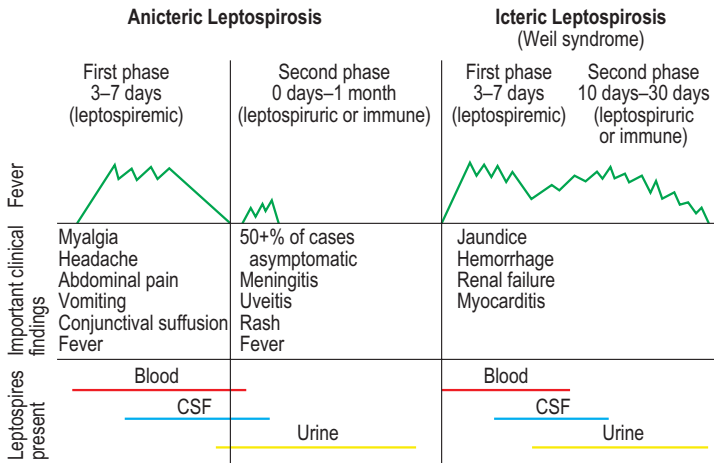 Anicteric Leptospirosis
Icteric Leptospirosis
(Weil syndrome)
First phase
3–7 days
(leptospiremic)
Second phase
0 days–1 month
(leptospiruric or immune)
First phase
3–7 days
(leptospiremic)
Second phase
10 days–30 days
(leptospiruric
or immune)
Fever
Important clinical
findings
Myalgia
Headache
Abdominal pain
Vomiting
Conjunctival suffusion
Fever
50+% of cases
asymptomatic
Meningitis
Uveitis
Rash
Fever
Jaundice
Hemorrhage
Renal failure
Myocarditis
Leptospires
present
Blood
CSF
Urine
Blood
CSF
Urine